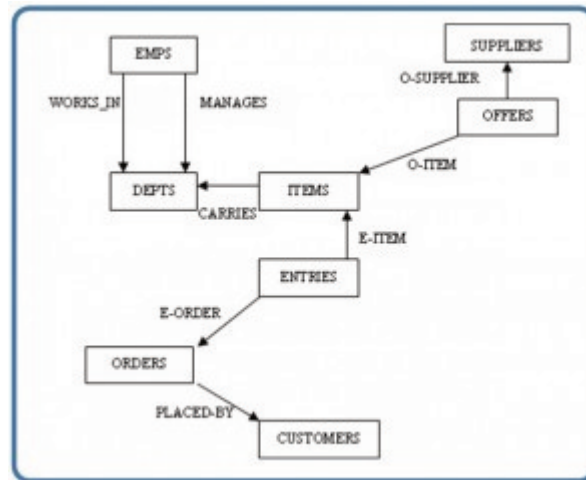 SUPPLIERS
EMPS
O-SUPPLIER
WORKS_IN
MANAGES
OFFERS
O-ITEM
DEPTS
ITEMS
CARRIES
E-ITEM
ENTRIES
E-ORDER
ORDERS
PLACED-BY
CUSTOMERS